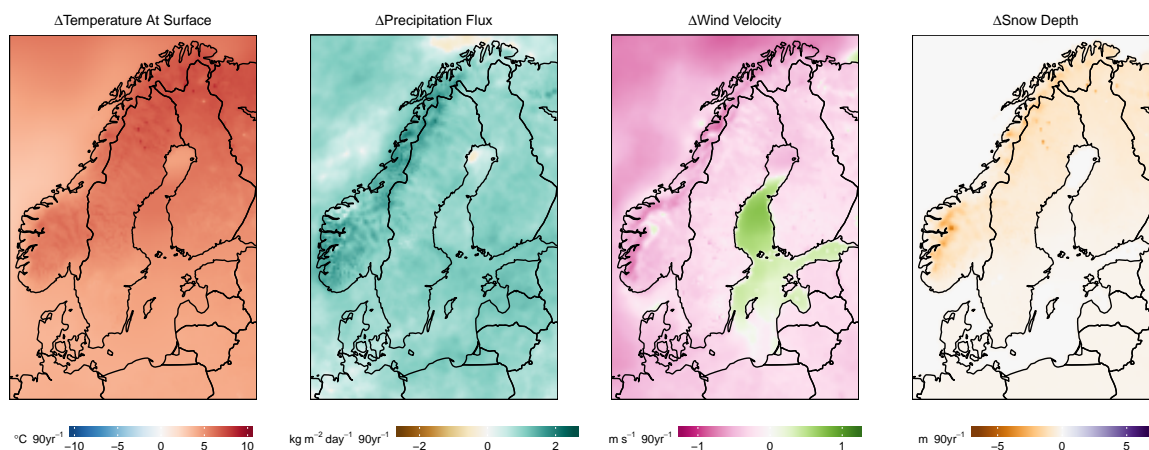 ΔTemperature At Surface
ΔPrecipitation Flux
ΔWind Velocity
ΔSnow Depth
°C 90yr⁻¹ −10 −5 0 5 10
kg m⁻² day⁻¹ 90yr⁻¹ −2 0 2
m s⁻¹ 90yr⁻¹ −1 0 1
m 90yr⁻¹ −5 0 5